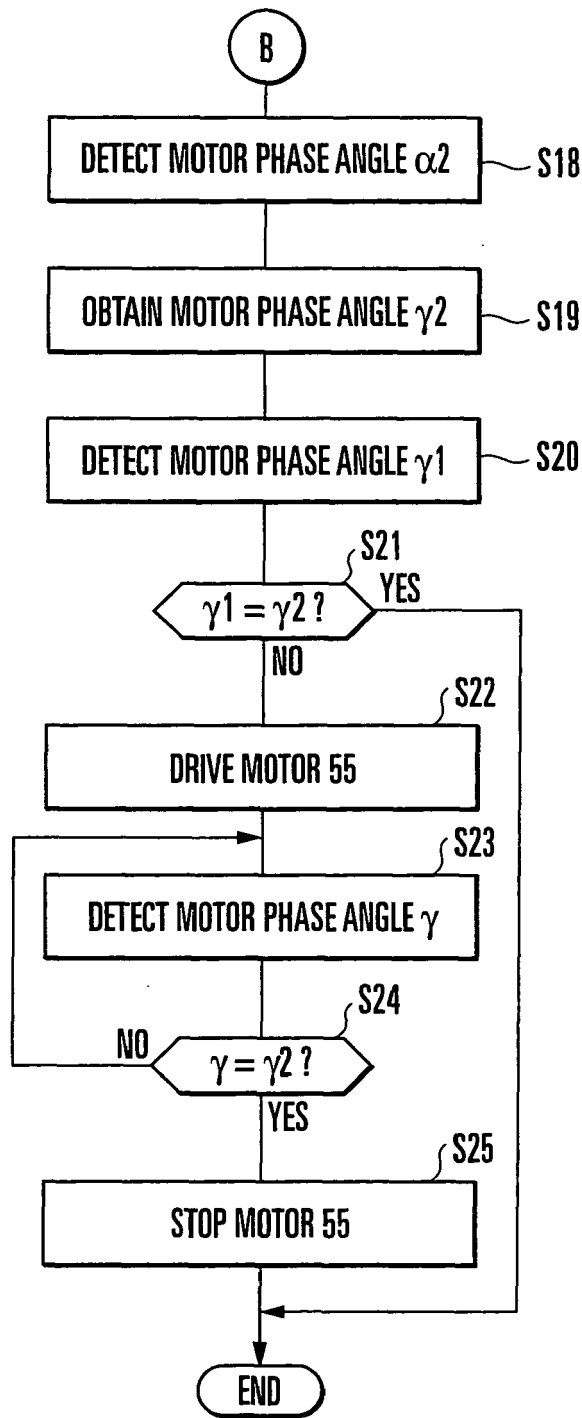 B
DETECT MOTOR PHASE ANGLE α2
S18
OBTAIN MOTOR PHASE ANGLE γ2
S19
DETECT MOTOR PHASE ANGLE γ1
S20
S21
γ1 = γ2 ?
YES
NO
S22
DRIVE MOTOR 55
S23
DETECT MOTOR PHASE ANGLE γ
S24
NO
γ = γ2 ?
YES
S25
STOP MOTOR 55
END